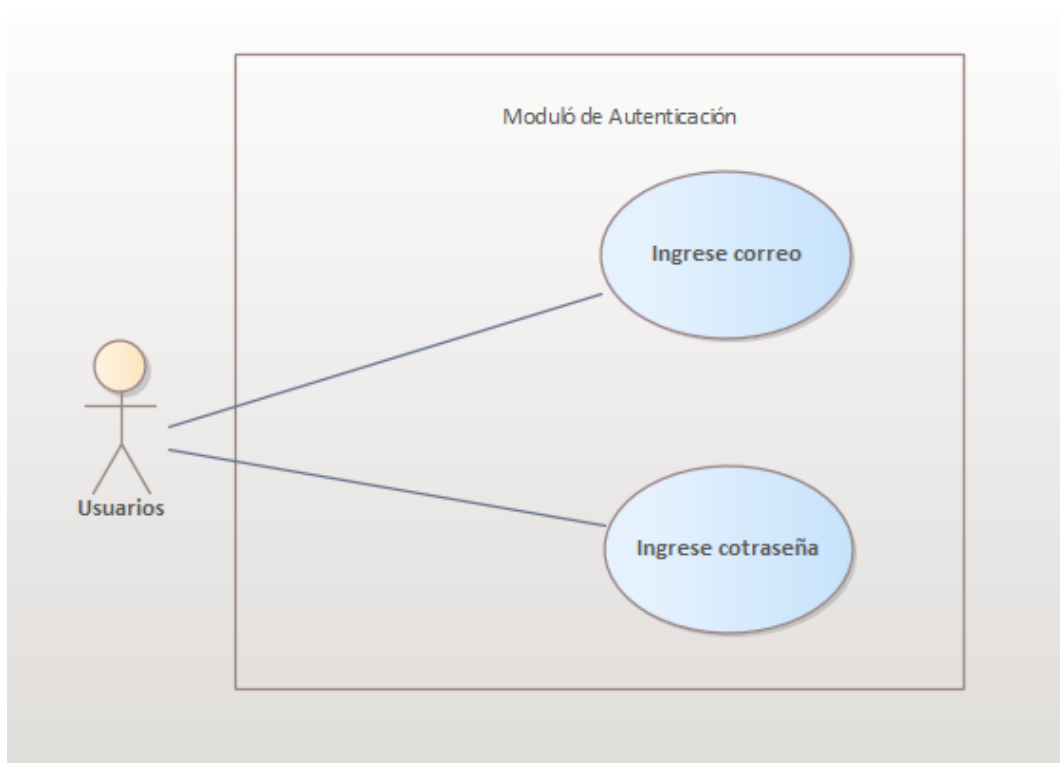 Moduló de Autenticación
Ingrese correo
Usuarios
Ingrese cotraseña